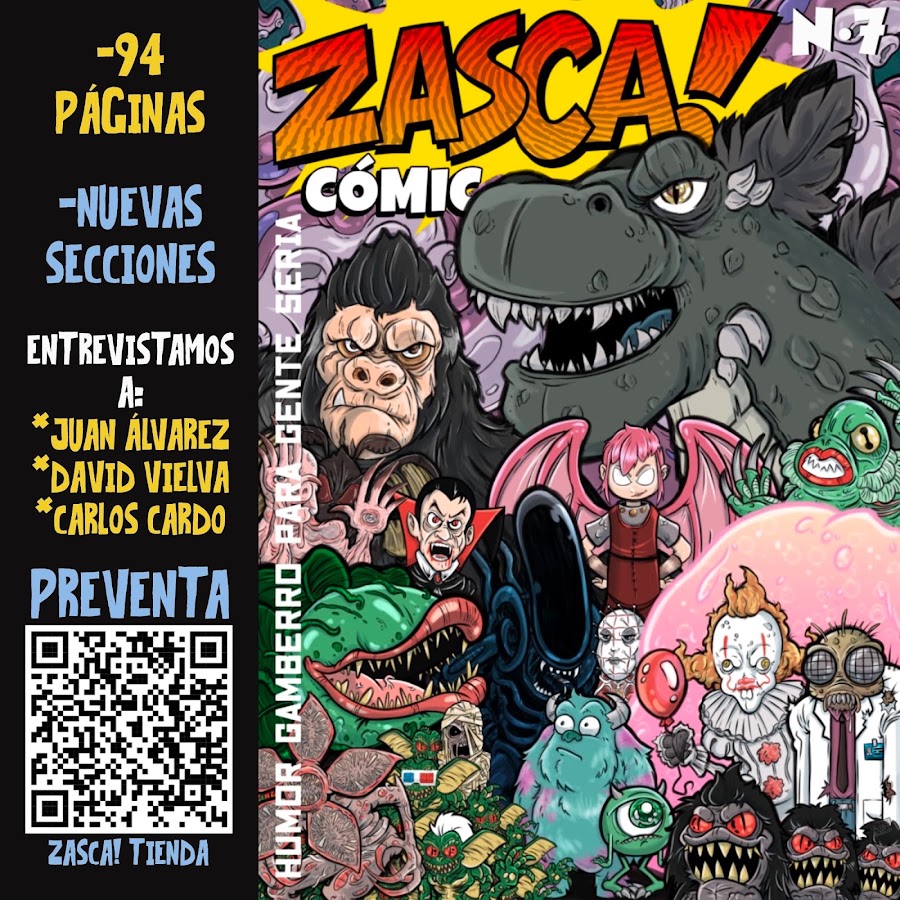 -94
PÁGINAS
-NUEVAS
SECCIONES
ENTREVISTAMOS
A:
*JUAN ÁLVAREZ
*DAVID VIELVA
*CARLOS CARDO
PREVENTA
ZASCA! TIENDA
ZASCA!
N.7
CÓMIC
HUMOR GAMBERRO PARA GENTE SERIA